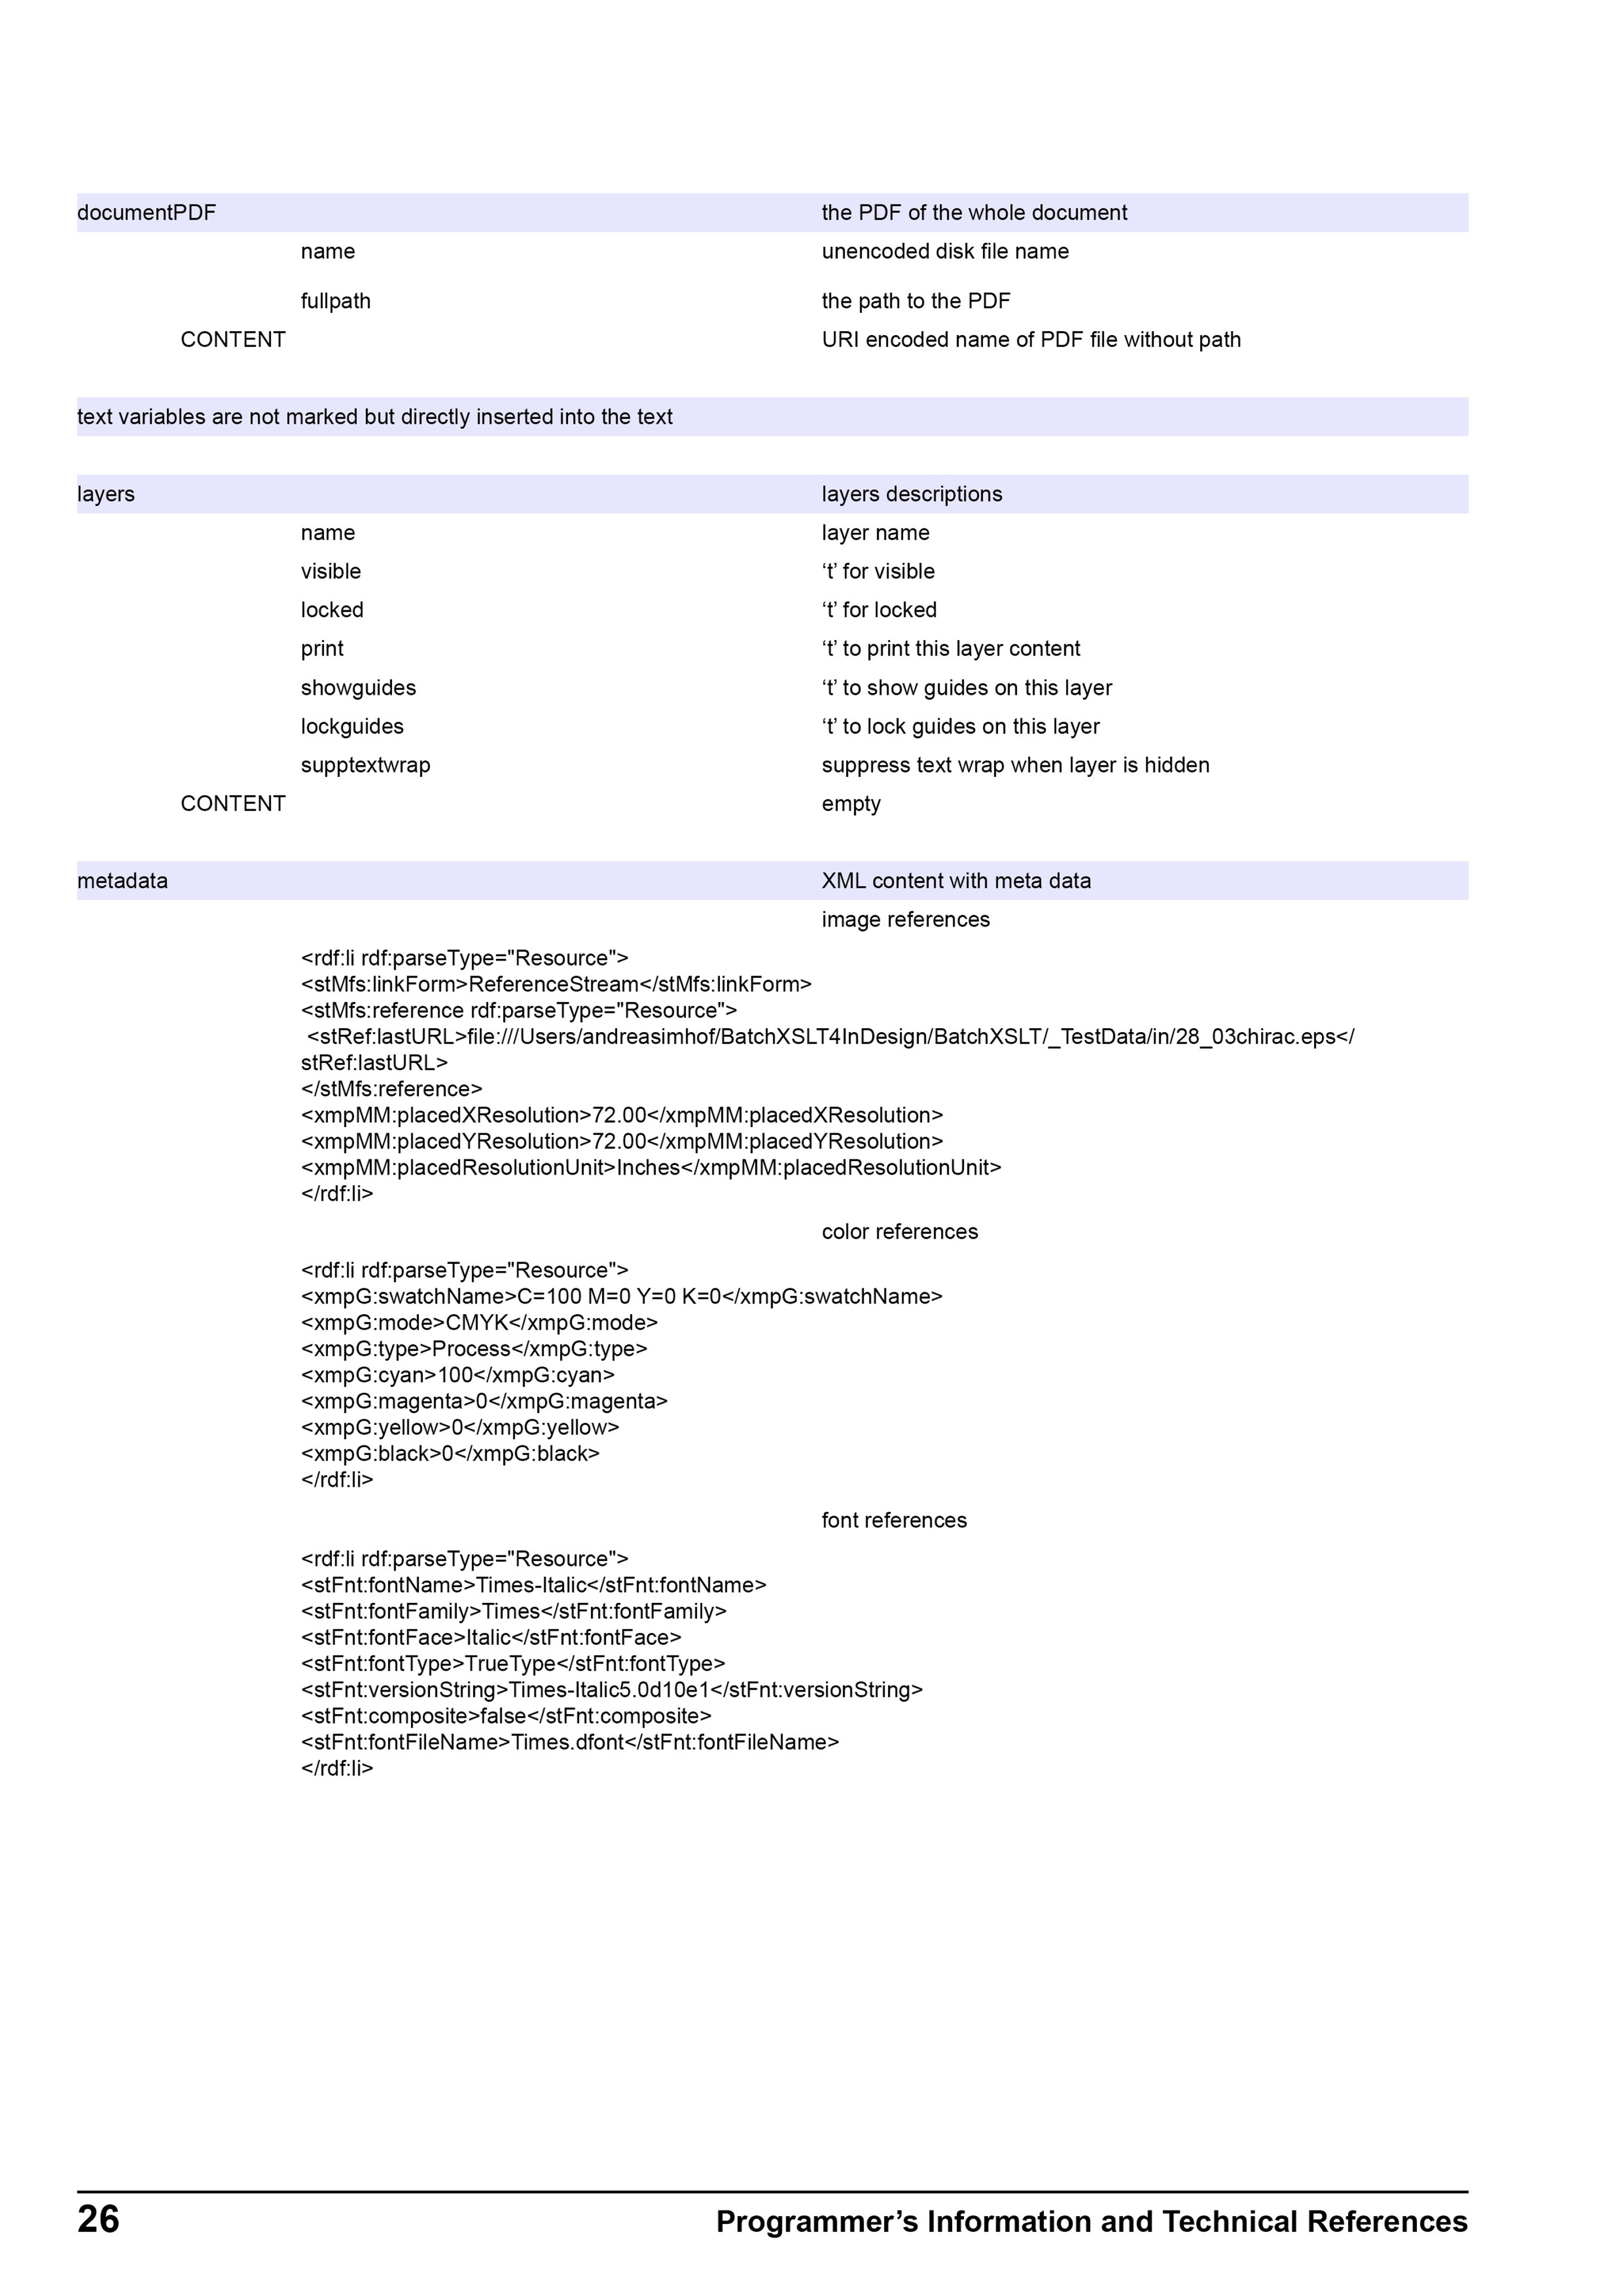 documentPDF the PDF of the whole document
name unencoded disk file name
fullpath the path to the PDF
CONTENT URI encoded name of PDF file without path
text variables are not marked but directly inserted into the text
layers layers descriptions
name layer name
visible ‘t’ for visible
locked ‘t’ for locked
print ‘t’ to print this layer content
showguides ‘t’ to show guides on this layer
lockguides ‘t’ to lock guides on this layer
supptextwrap suppress text wrap when layer is hidden
CONTENT empty
metadata XML content with meta data
image references
<rdf:li rdf:parseType="Resource">
<stMfs:linkForm>ReferenceStream</stMfs:linkForm>
<stMfs:reference rdf:parseType="Resource">
<stRef:lastURL>file:///Users/andreasimhof/BatchXSLT4InDesign/BatchXSLT/_TestData/in/28_03chirac.eps</
stRef:lastURL>
</stMfs:reference>
<xmpMM:placedXResolution>72.00</xmpMM:placedXResolution>
<xmpMM:placedYResolution>72.00</xmpMM:placedYResolution>
<xmpMM:placedResolutionUnit>Inches</xmpMM:placedResolutionUnit>
</rdf:li>
color references
<rdf:li rdf:parseType="Resource">
<xmpG:swatchName>C=100 M=0 Y=0 K=0</xmpG:swatchName>
<xmpG:mode>CMYK</xmpG:mode>
<xmpG:type>Process</xmpG:type>
<xmpG:cyan>100</xmpG:cyan>
<xmpG:magenta>0</xmpG:magenta>
<xmpG:yellow>0</xmpG:yellow>
<xmpG:black>0</xmpG:black>
</rdf:li>
font references
<rdf:li rdf:parseType="Resource">
<stFnt:fontName>Times-Italic</stFnt:fontName>
<stFnt:fontFamily>Times</stFnt:fontFamily>
<stFnt:fontFace>Italic</stFnt:fontFace>
<stFnt:fontType>TrueType</stFnt:fontType>
<stFnt:versionString>Times-Italic5.0d10e1</stFnt:versionString>
<stFnt:composite>false</stFnt:composite>
<stFnt:fontFileName>Times.dfont</stFnt:fontFileName>
</rdf:li>
26 Programmer’s Information and Technical References